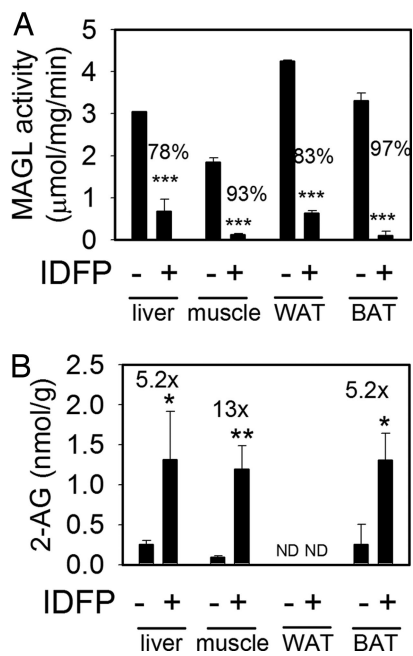 A
MAGL activity
(μmol/mg/min)
5
4
3
2
1
0
78%
***
93%
***
83%
***
97%
***
IDFP - + - + - + - +
liver muscle WAT BAT
B
2-AG (nmol/g)
2.5
2.0
1.5
1.0
0.5
0.0
5.2x
*
13x
**
ND ND
5.2x
*
IDFP - + - + - + - +
liver muscle WAT BAT